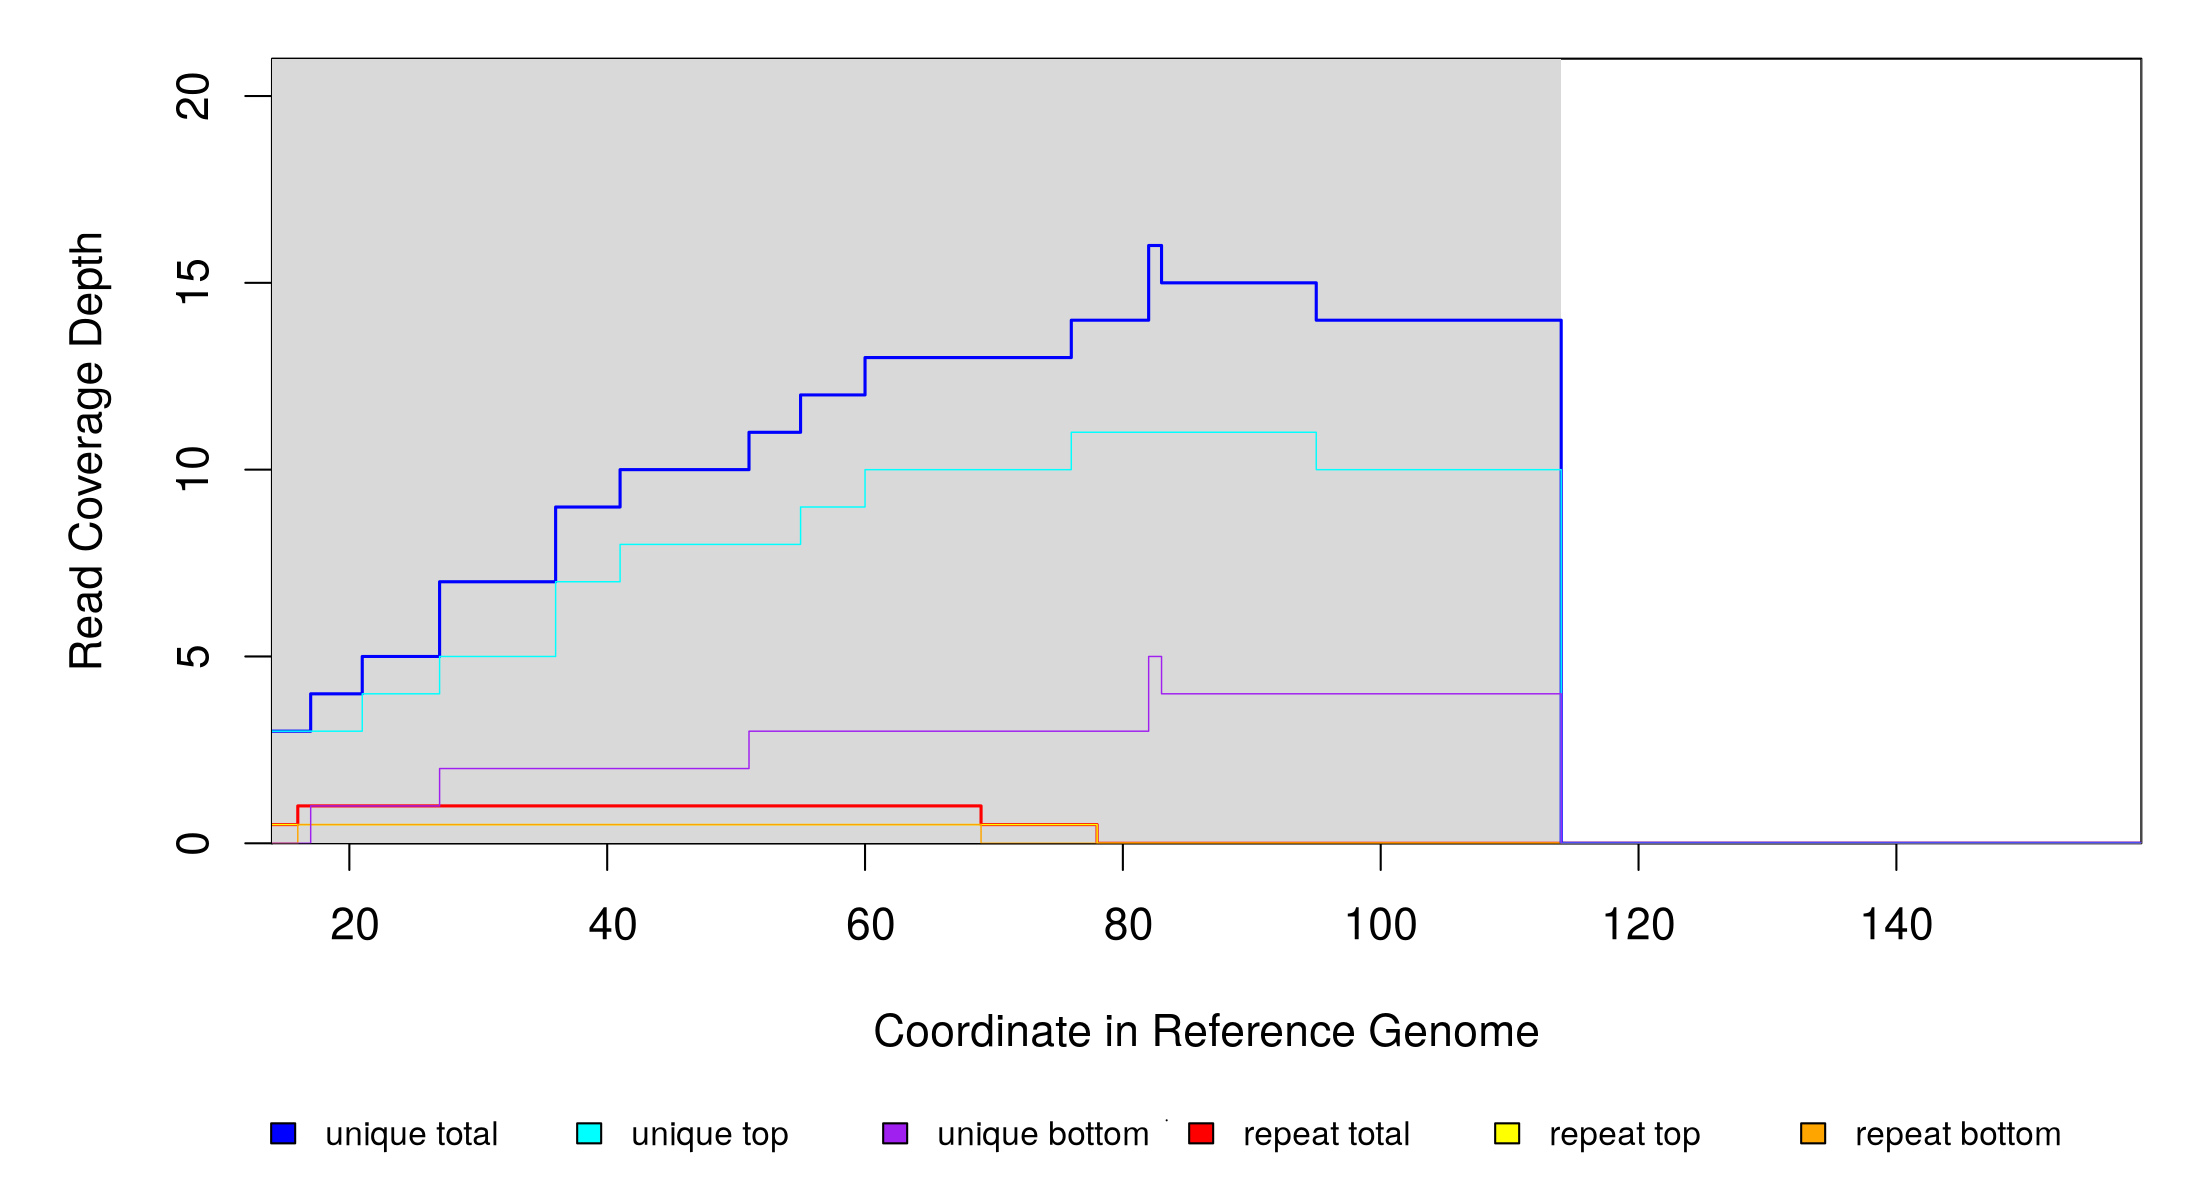 Read Coverage Depth
20
15
10
5
0
20 40 60 80 100 120 140
Coordinate in Reference Genome
unique total unique top unique bottom repeat total repeat top repeat bottom